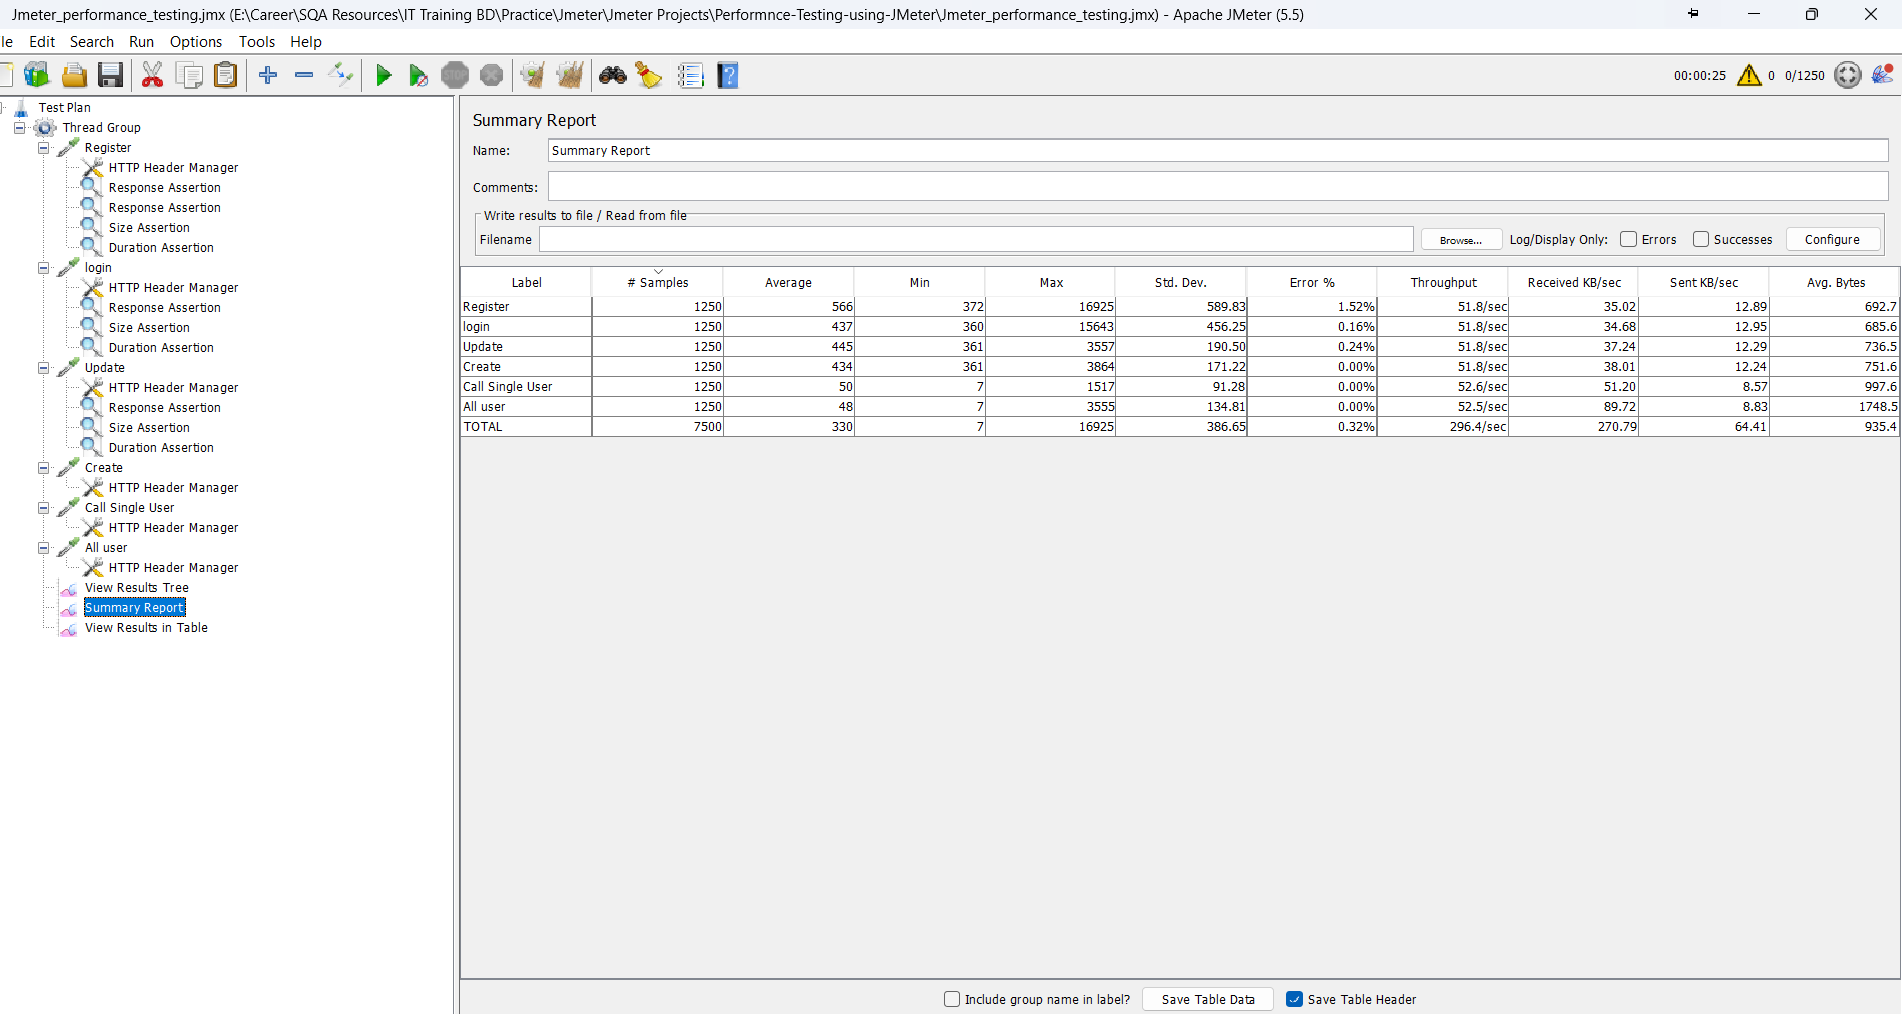 Jmeter_performance_testing.jmx (E:\Career\SQA Resources\IT Training BD\Practice\Jmeter\Jmeter Projects\Performnce-Testing-using-JMeter\Jmeter_performance_testing.jmx) - Apache JMeter (5.5)
le Edit Search Run Options Tools Help
STOP 00:00:25 0 0/1250
Test Plan
Thread Group
Register
HTTP Header Manager
Response Assertion
Response Assertion
Size Assertion
Duration Assertion
login
HTTP Header Manager
Response Assertion
Size Assertion
Duration Assertion
Update
HTTP Header Manager
Response Assertion
Size Assertion
Duration Assertion
Create
HTTP Header Manager
Call Single User
HTTP Header Manager
All user
HTTP Header Manager
View Results Tree
Summary Report
View Results in Table
Summary Report
Name: Summary Report
Comments:
Write results to file / Read from file
Filename Browse... Log/Display Only: Errors Successes Configure
Label # Samples Average Min Max Std. Dev. Error % Throughput Received KB/sec Sent KB/sec Avg. Bytes
Register 1250 566 372 16925 589.83 1.52% 51.8/sec 35.02 12.89 692.7
login 1250 437 360 15643 456.25 0.16% 51.8/sec 34.68 12.95 685.6
Update 1250 445 361 3557 190.50 0.24% 51.8/sec 37.24 12.29 736.5
Create 1250 434 361 3864 171.22 0.00% 51.8/sec 38.01 12.24 751.6
Call Single User 1250 50 7 1517 91.28 0.00% 52.6/sec 51.20 8.57 997.6
All user 1250 48 7 3555 134.81 0.00% 52.5/sec 89.72 8.83 1748.5
TOTAL 7500 330 7 16925 386.65 0.32% 296.4/sec 270.79 64.41 935.4
Include group name in label? Save Table Data Save Table Header